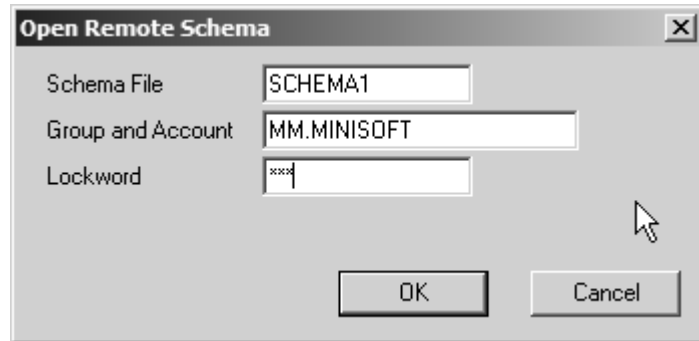 Open Remote Schema
Schema File SCHEMA1
Group and Account MM.MINISOFT
Lockword ***
OK Cancel